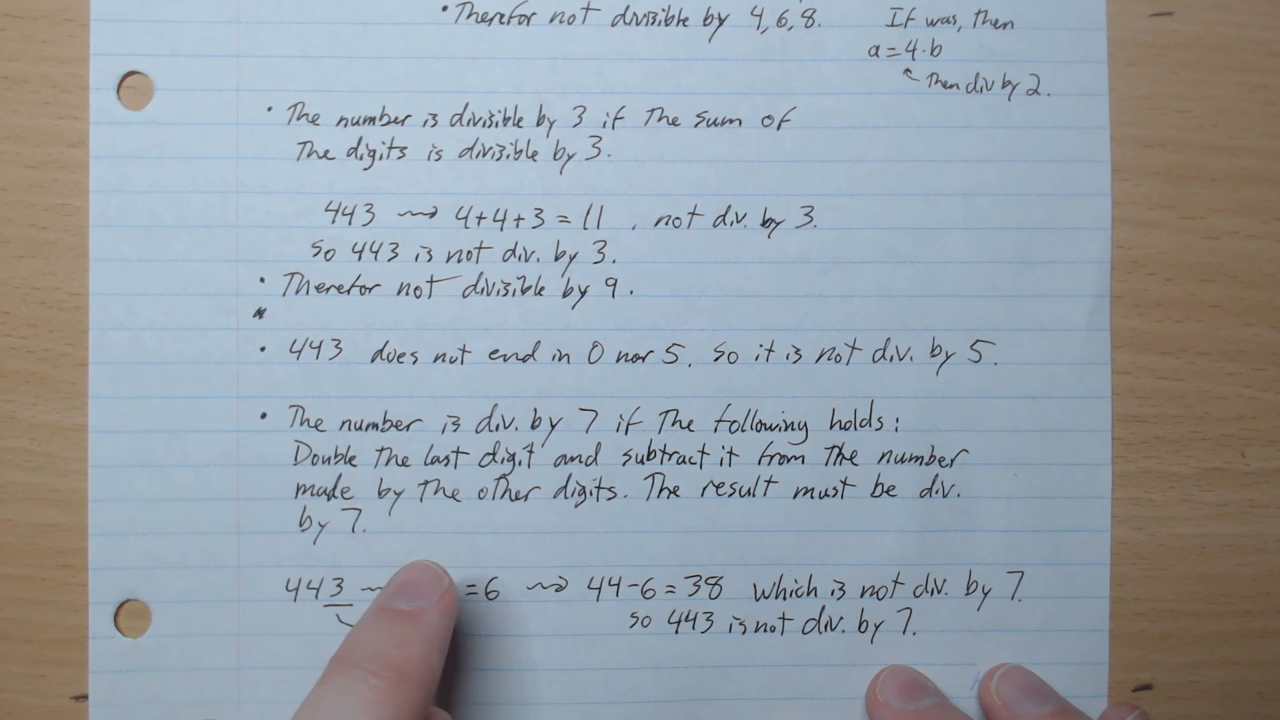 • Therefor not divisible by 4, 6, 8.
If was, then
a = 4·b
then div by 2.
• The number is divisible by 3 if the sum of
the digits is divisible by 3.
443 ⇝ 4+4+3 = 11, not div. by 3.
so 443 is not div. by 3.
• Therefor not divisible by 9.
• 443 does not end in 0 nor 5. So it is not div. by 5.
• The number is div. by 7 if the following holds:
Double the last digit and subtract it from the number
made by the other digits. The result must be div.
by 7.
443 = 6 ⇝ 44-6 = 38 which is not div. by 7.
so 443 is not div. by 7.